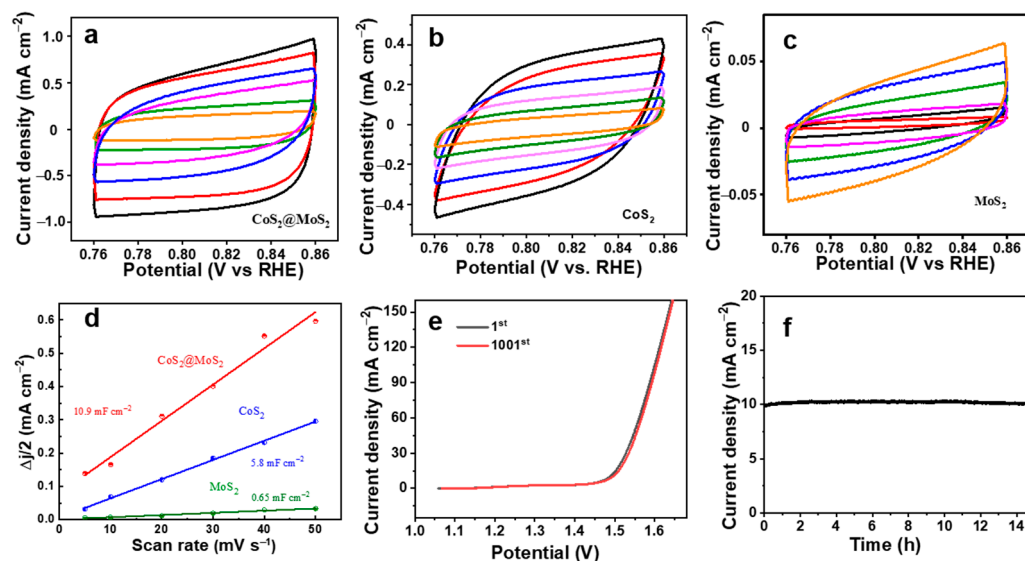 a
Current density (mA cm⁻²)
1.0
0.5
0
−0.5
−1.0
CoS₂@MoS₂
0.76 0.78 0.80 0.82 0.84 0.86
Potential (V vs RHE)
b
Current density (mA cm⁻²)
0.4
0.2
0
−0.2
−0.4
CoS₂
0.76 0.78 0.80 0.82 0.84 0.86
Potential (V vs. RHE)
c
Current density (mA cm⁻²)
0.05
0
−0.05
MoS₂
0.76 0.78 0.80 0.82 0.84 0.86
Potential (V vs RHE)
d
Δj/2 (mA cm⁻²)
0.6
0.5
0.4
0.3
0.2
0.1
0.0
CoS₂@MoS₂
10.9 mF cm⁻²
CoS₂
5.8 mF cm⁻²
MoS₂
0.65 mF cm⁻²
10 20 30 40 50
Scan rate (mV s⁻¹)
e
Current density (mA cm⁻²)
150
120
90
60
30
0
1ˢᵗ
1001ˢᵗ
1.0 1.1 1.2 1.3 1.4 1.5 1.6
Potential (V)
f
Current density (mA cm⁻²)
20
15
10
5
0
0 2 4 6 8 10 12 14
Time (h)